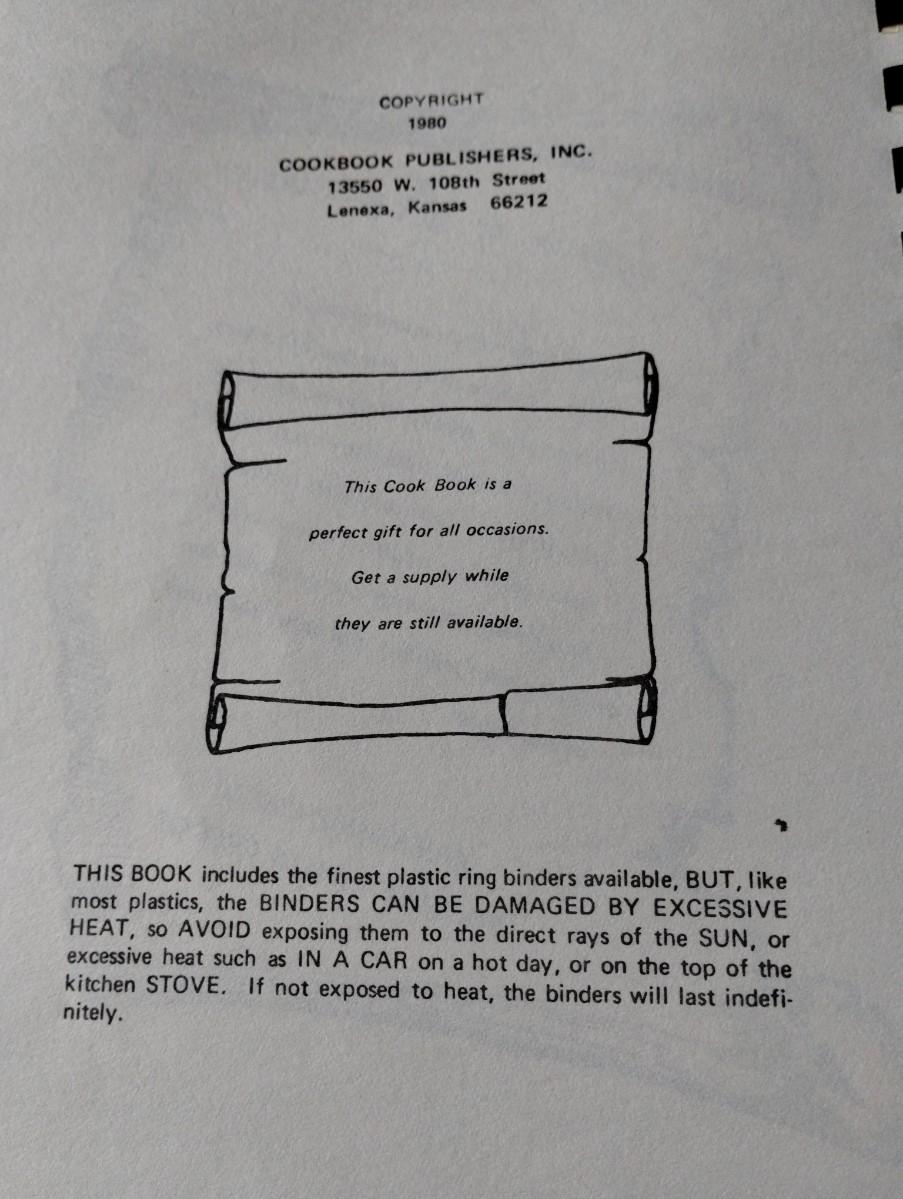 COPYRIGHT
1980
COOKBOOK PUBLISHERS, INC.
13550 W. 108th Street
Lenexa, Kansas 66212
This Cook Book is a
perfect gift for all occasions.
Get a supply while
they are still available.
THIS BOOK includes the finest plastic ring binders available, BUT, like
most plastics, the BINDERS CAN BE DAMAGED BY EXCESSIVE
HEAT, so AVOID exposing them to the direct rays of the SUN, or
excessive heat such as IN A CAR on a hot day, or on the top of the
kitchen STOVE. If not exposed to heat, the binders will last indefi-
nitely.